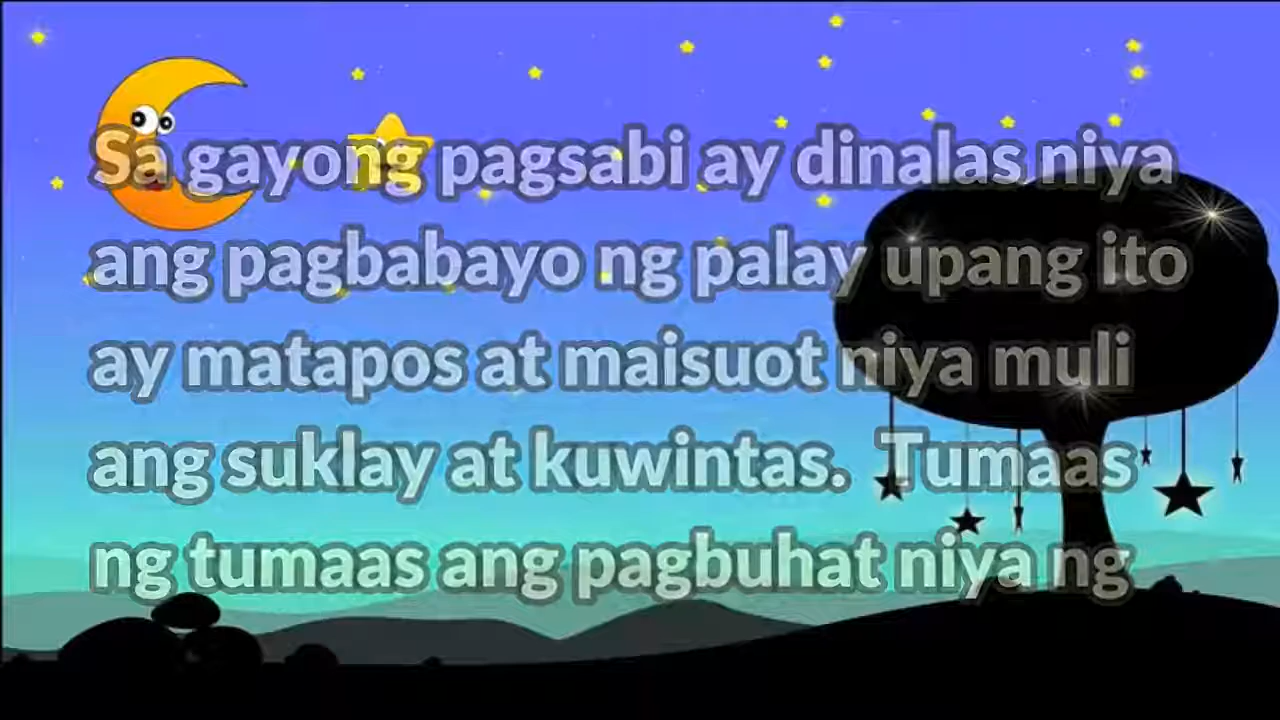 Sa gayong pagsabi ay dinalas niya
ang pagbabayo ng palay upang ito
ay matapos at maisuot niya muli
ang suklay at kuwintas.  Tumaas
ng tumaas ang pagbuhat niya ng